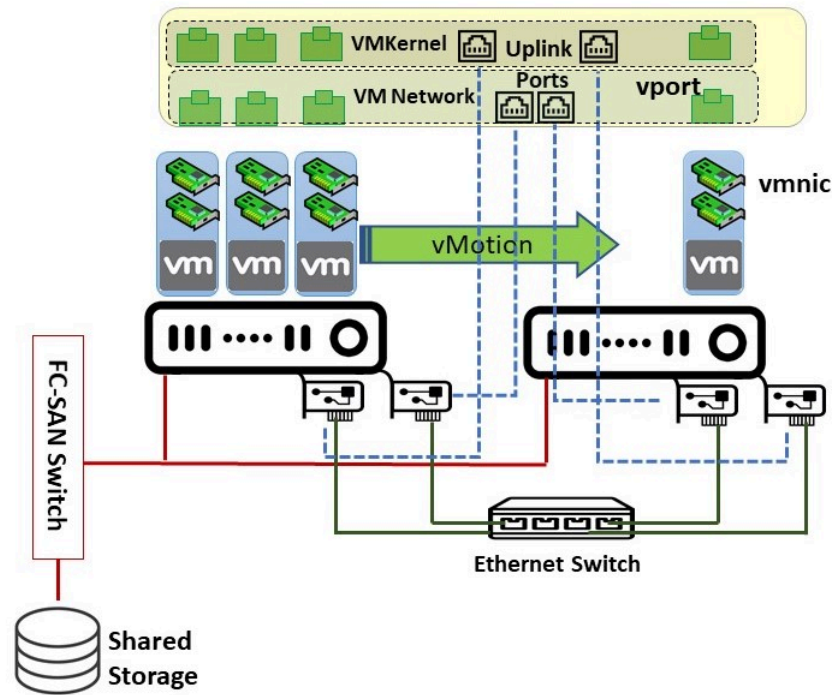 VMKernel
Uplink
Ports
VM Network
vport
vmnic
vm
vm
vm
vMotion
vm
FC-SAN Switch
Ethernet Switch
Shared
Storage